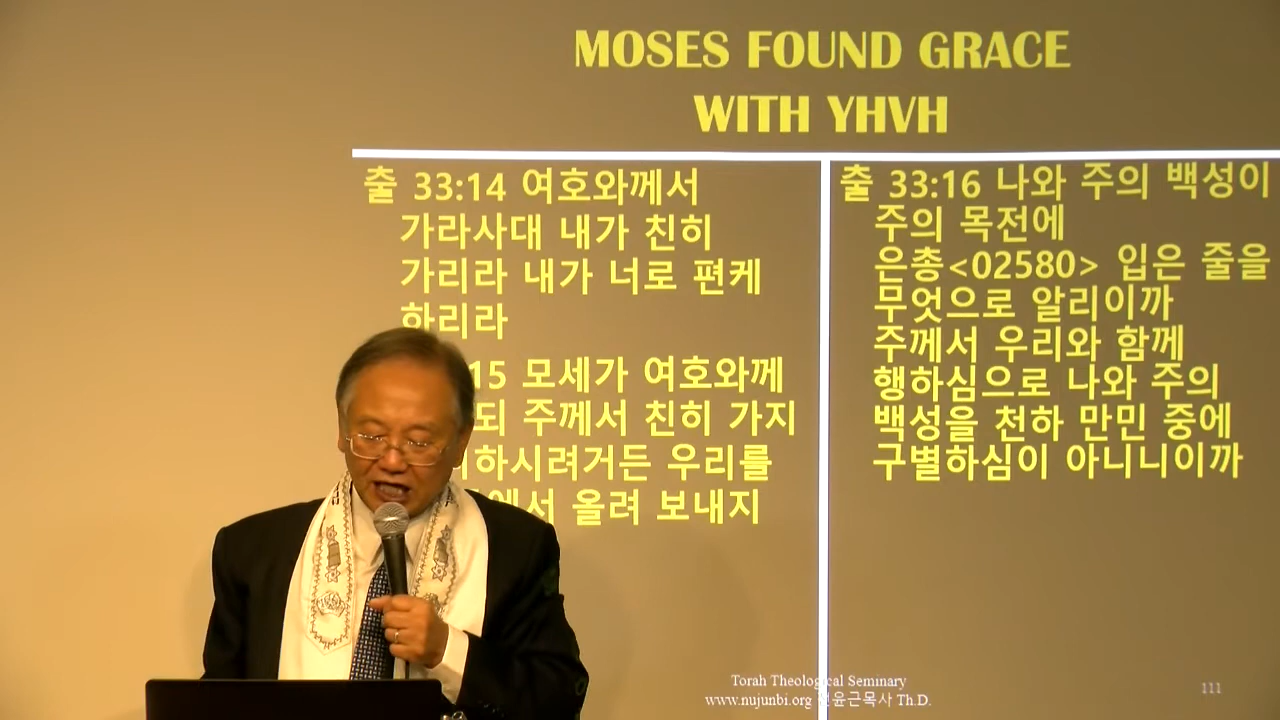 MOSES FOUND GRACE
WITH YHVH
출 33:14 여호와께서
가라사대 내가 친히
가리라 내가 너로 편케
하리라
15 모세가 여호와께
되 주께서 친히 가지
하시려거든 우리를
에서 올려 보내지
출 33:16 나와 주의 백성이
주의 목전에
은총<02580> 입은 줄을
무엇으로 알리이까
주께서 우리와 함께
행하심으로 나와 주의
백성을 천하 만민 중에
구별하심이 아니니이까
Torah Theological Seminary
www.nujunbi.org 윤근목사 Th.D.
111